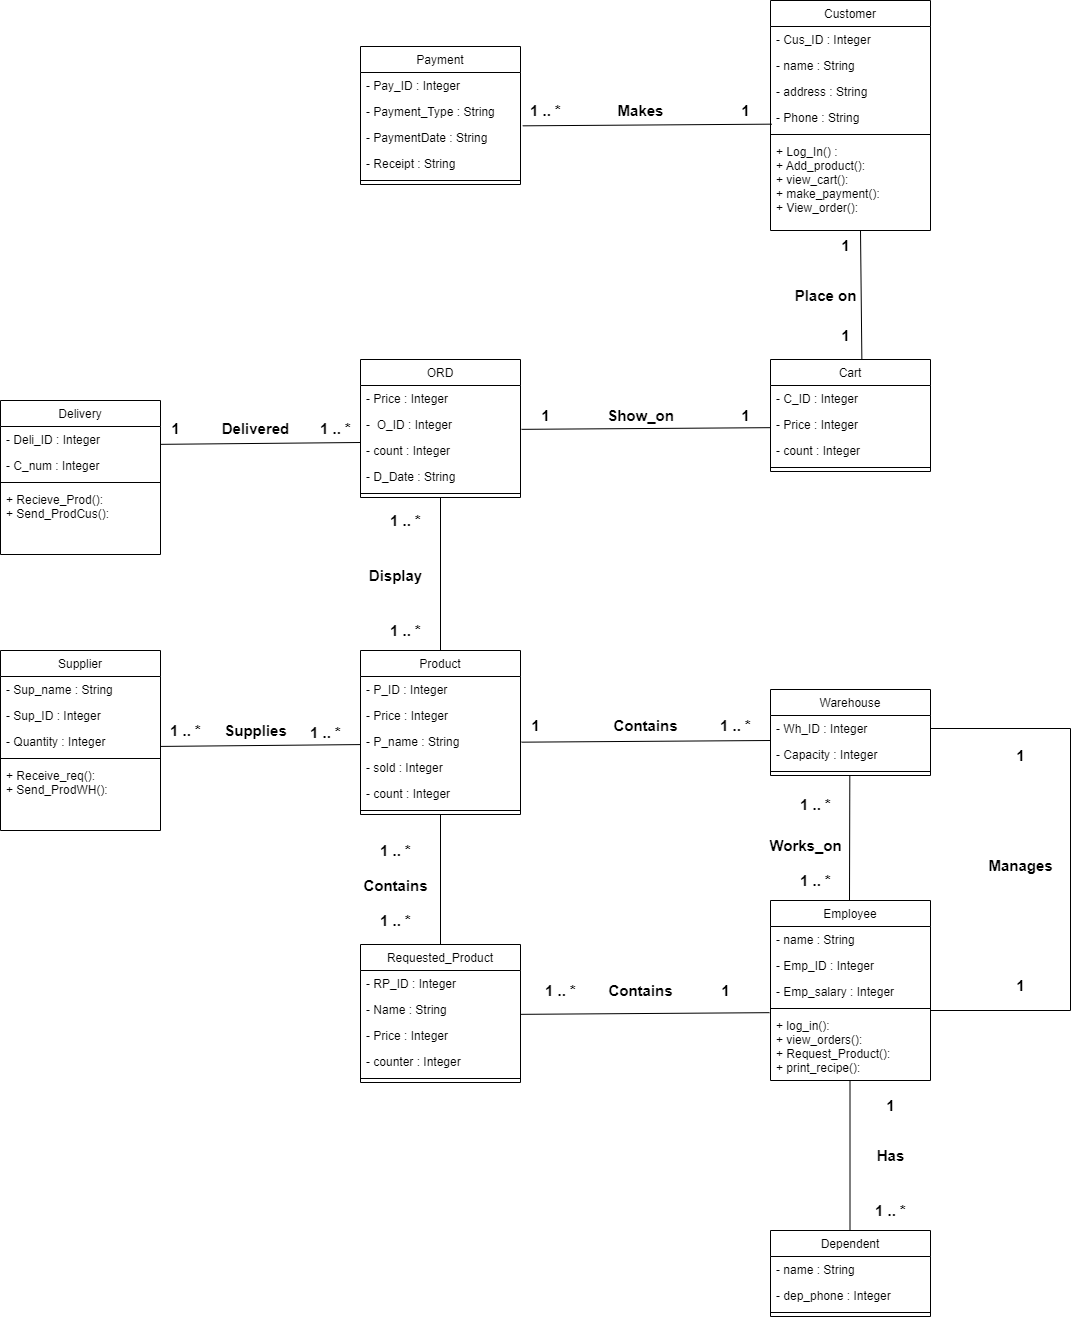 Customer
- Cus_ID : Integer
- name : String
- address : String
- Phone : String
+ Log_In() :
+ Add_product():
+ view_cart():
+ make_payment():
+ View_order():
Payment
- Pay_ID : Integer
- Payment_Type : String
- PaymentDate : String
- Receipt : String
1 .. * Makes 1
1
Place on
1
ORD
- Price : Integer
- O_ID : Integer
- count : Integer
- D_Date : String
1 Show_on 1
Cart
- C_ID : Integer
- Price : Integer
- count : Integer
Delivery
- Deli_ID : Integer
- C_num : Integer
+ Recieve_Prod():
+ Send_ProdCus():
1 Delivered 1 .. *
1 .. *
Display
1 .. *
Supplier
- Sup_name : String
- Sup_ID : Integer
- Quantity : Integer
+ Receive_req():
+ Send_ProdWH():
1 .. * Supplies 1 .. *
Product
- P_ID : Integer
- Price : Integer
- P_name : String
- sold : Integer
- count : Integer
1 Contains 1 .. *
Warehouse
- Wh_ID : Integer
- Capacity : Integer
1
Manages
1
1 .. *
Works_on
1 .. *
1 .. *
Contains
1 .. *
Employee
- name : String
- Emp_ID : Integer
- Emp_salary : Integer
+ log_in():
+ view_orders():
+ Request_Product():
+ print_recipe():
Requested_Product
- RP_ID : Integer
- Name : String
- Price : Integer
- counter : Integer
1 .. * Contains 1
1
Has
1 .. *
Dependent
- name : String
- dep_phone : Integer